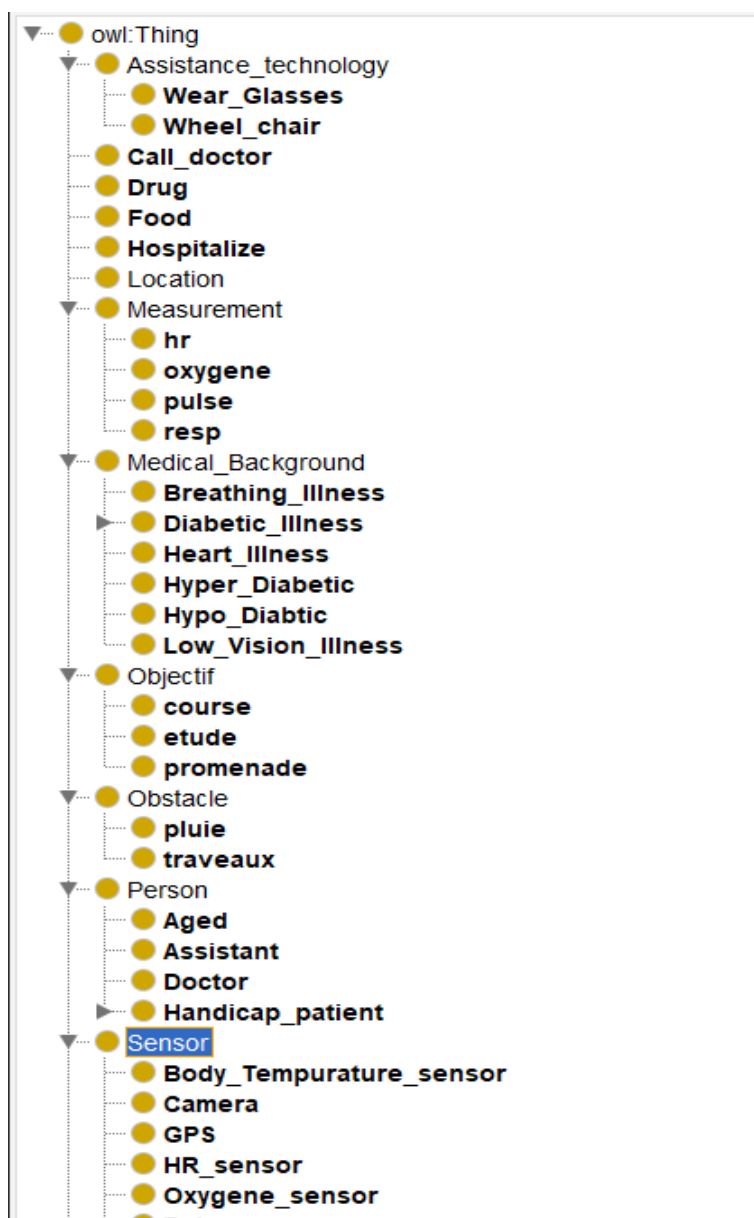 owl:Thing
Assistance_technology
Wear_Glasses
Wheel_chair
Call_doctor
Drug
Food
Hospitalize
Location
Measurement
hr
oxygene
pulse
resp
Medical_Background
Breathing_Illness
Diabetic_Illness
Heart_Illness
Hyper_Diabetic
Hypo_Diabtic
Low_Vision_Illness
Objectif
course
etude
promenade
Obstacle
pluie
traveaux
Person
Aged
Assistant
Doctor
Handicap_patient
Sensor
Body_Tempurature_sensor
Camera
GPS
HR_sensor
Oxygene_sensor